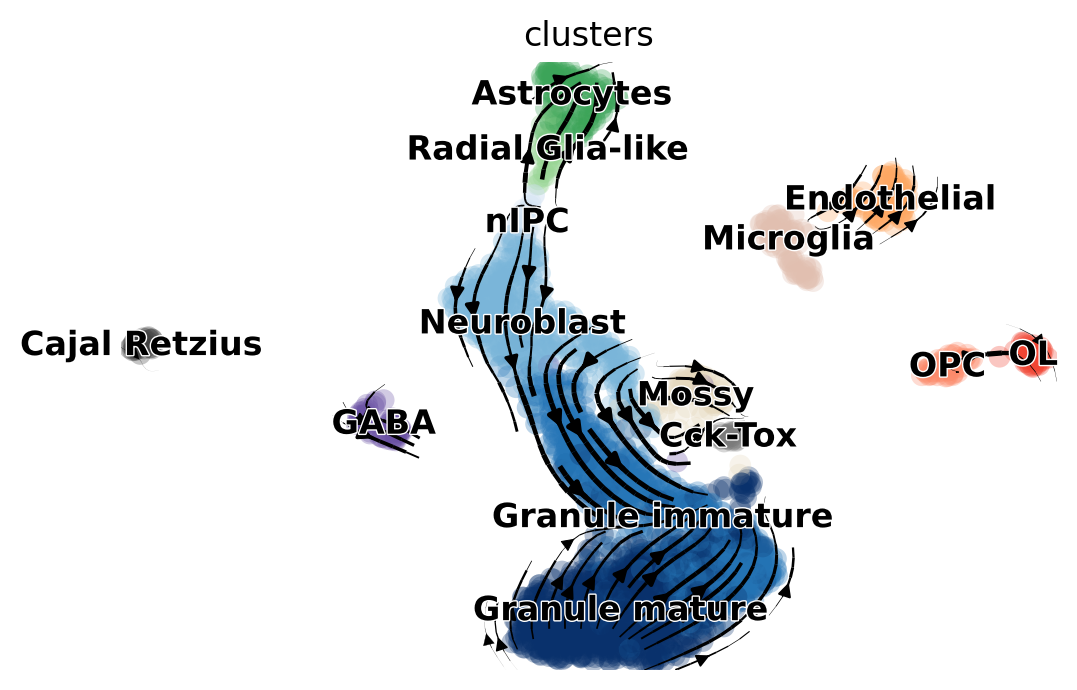 clusters
Astrocytes
Radial Glia-like
Endothelial
nIPC
Microglia
Neuroblast
Cajal Retzius
OL
OPC
Mossy
GABA
Cck-Tox
Granule immature
Granule mature